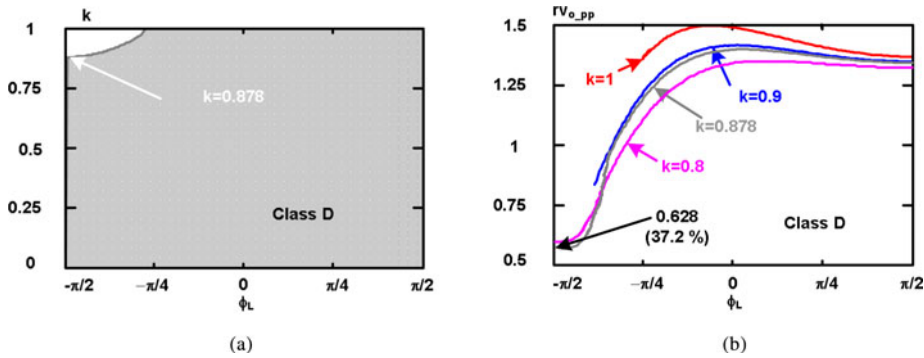 k
1
0.75
0.5
0.25
0
k=0.878
Class D
-π/2
−π/4
0
π/4
π/2
ϕL
(a)
rvo_pp
1.5
1.25
1
0.75
0.5
k=1
k=0.9
k=0.878
k=0.8
0.628
(37.2 %)
Class D
-π/2
−π/4
0
π/4
π/2
ϕL
(b)